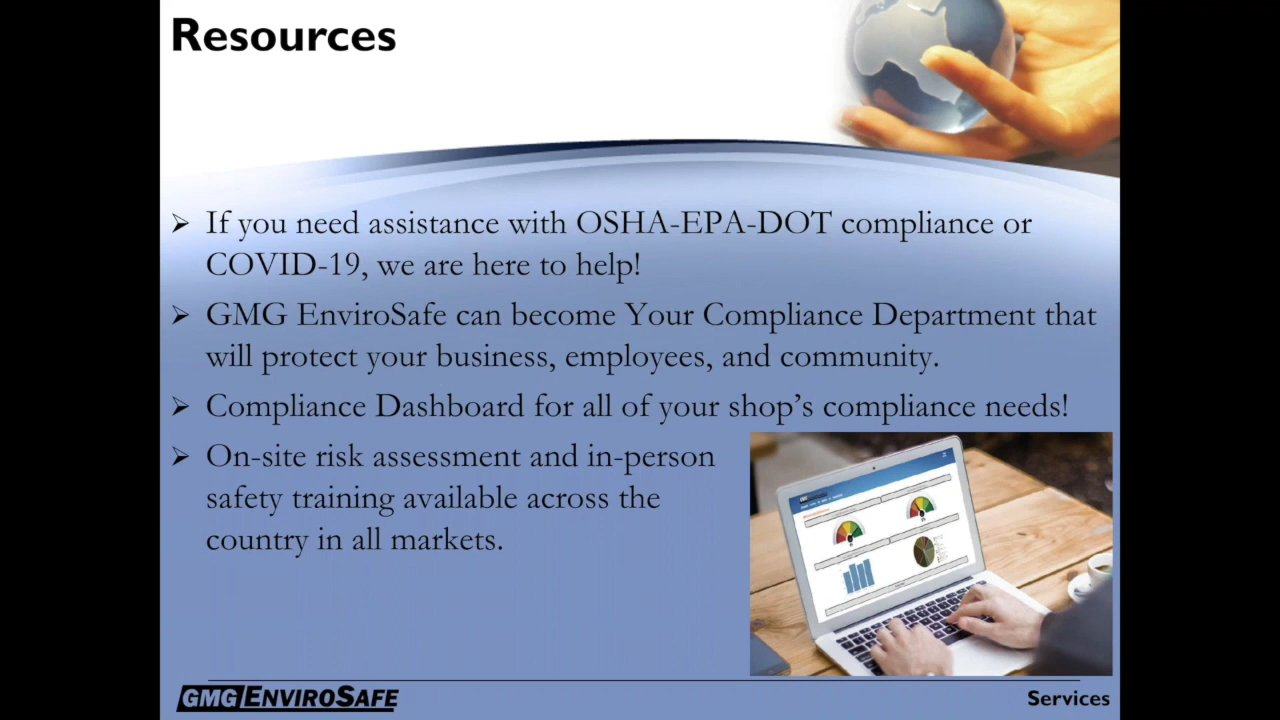 Resources
➢ If you need assistance with OSHA-EPA-DOT compliance or
COVID-19, we are here to help!
➢ GMG EnviroSafe can become Your Compliance Department that
will protect your business, employees, and community.
➢ Compliance Dashboard for all of your shop’s compliance needs!
➢ On-site risk assessment and in-person
safety training available across the
country in all markets.
GMG ENVIROSAFE
Services